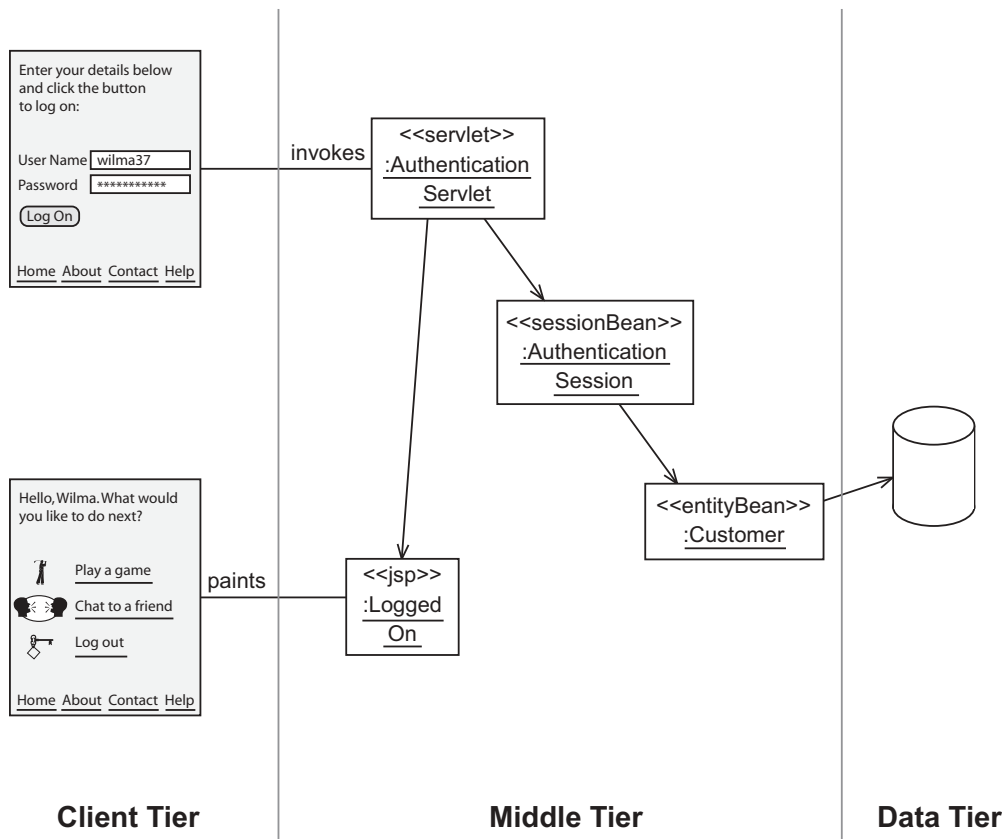 Enter your details below
and click the button
to log on:
User Name wilma37
Password ***********
Log On
Home About Contact Help
invokes
<<servlet>>
:Authentication
Servlet
<<sessionBean>>
:Authentication
Session
<<entityBean>>
:Customer
Hello, Wilma. What would
you like to do next?
Play a game
Chat to a friend
Log out
Home About Contact Help
paints
<<jsp>>
:Logged
On
Client Tier
Middle Tier
Data Tier